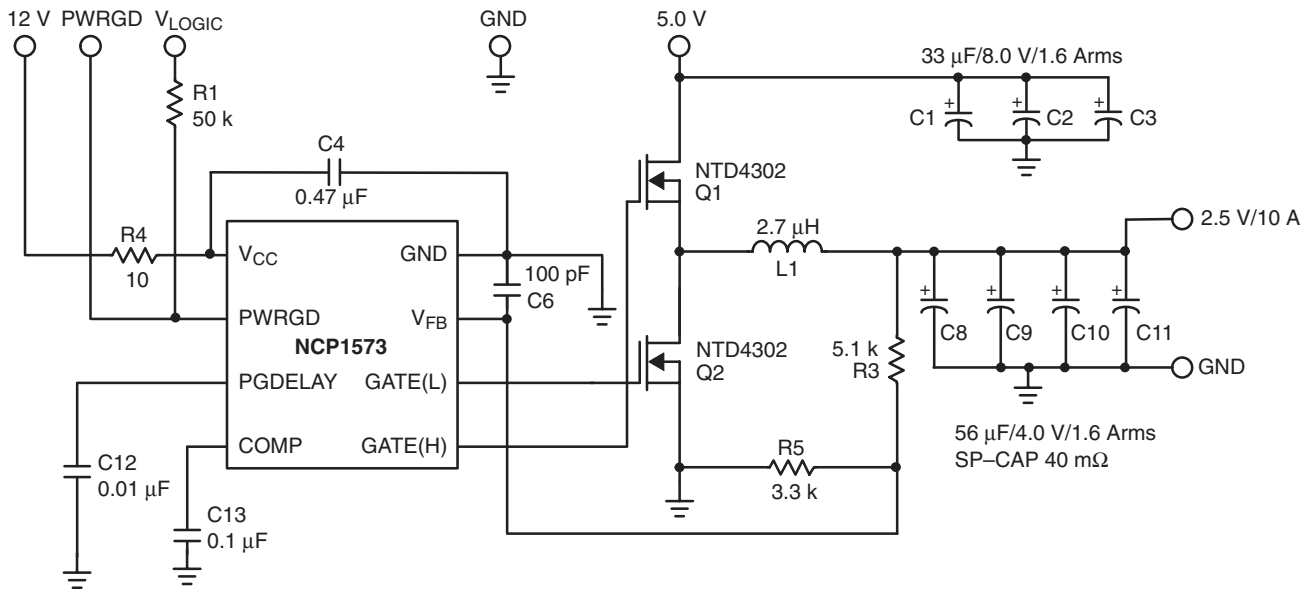 12 V PWRGD VLOGIC GND 5.0 V
33 μF/8.0 V/1.6 Arms
R1
50 k
C1 + C2 + C3 +
C4
0.47 μF
NTD4302
Q1
2.5 V/10 A
R4
10
2.7 μH
L1
VCC GND
100 pF
C6
PWRGD VFB
NCP1573
+ + + +
C8 C9 C10 C11
NTD4302
Q2
5.1 k
R3
PGDELAY GATE(L)
GND
COMP GATE(H)
R5
3.3 k
56 μF/4.0 V/1.6 Arms
SP–CAP 40 mΩ
C12
0.01 μF
C13
0.1 μF